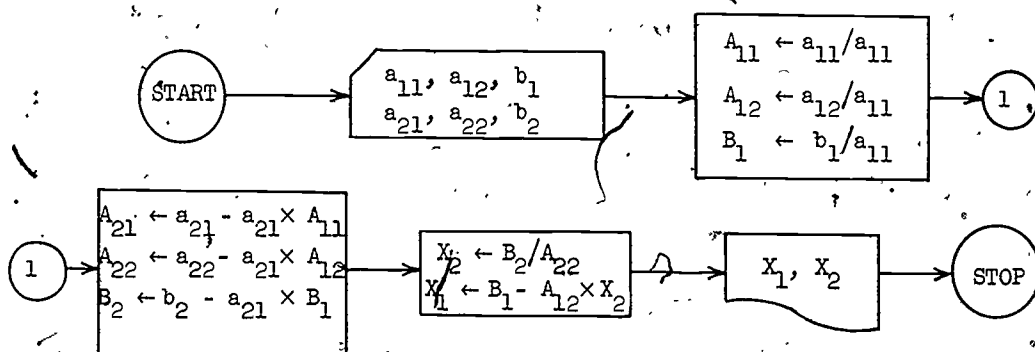 START
a11, a12, b1
a21, a22, b2
A11 ← a11/a11
A12 ← a12/a11
B1 ← b1/a11
1
1
A21 ← a21 - a21 × A11
A22 ← a22 - a21 × A12
B2 ← b2 - a21 × B1
X2 ← B2/A22
X1 ← B1 - A12 × X2
X1, X2
STOP